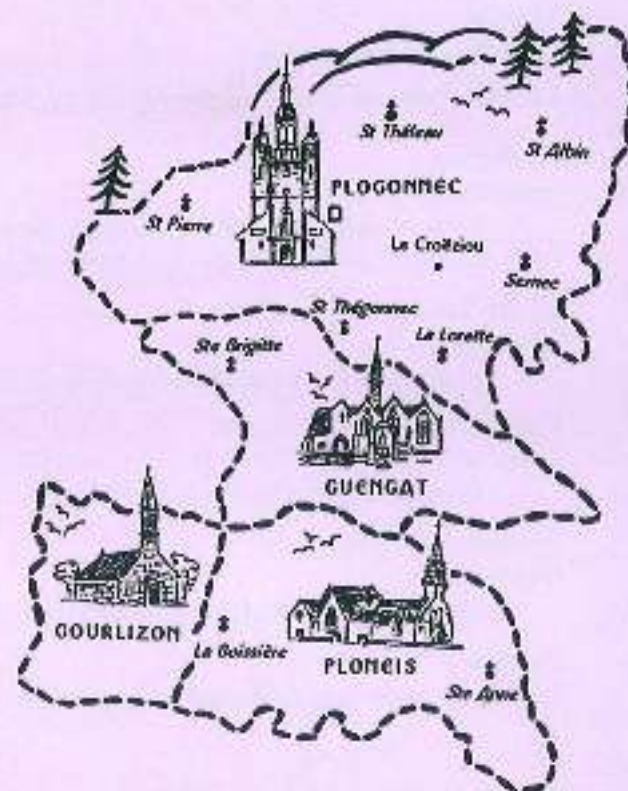 St Théleau
St Albin
PLOGONNEC
St Pierre
Le Croëziou
Seznec
St Thégonnec
La Lorette
Ste Brigitte
GUENGAT
GOURLIZON
La Boissière
PLONEIS
Ste Anne